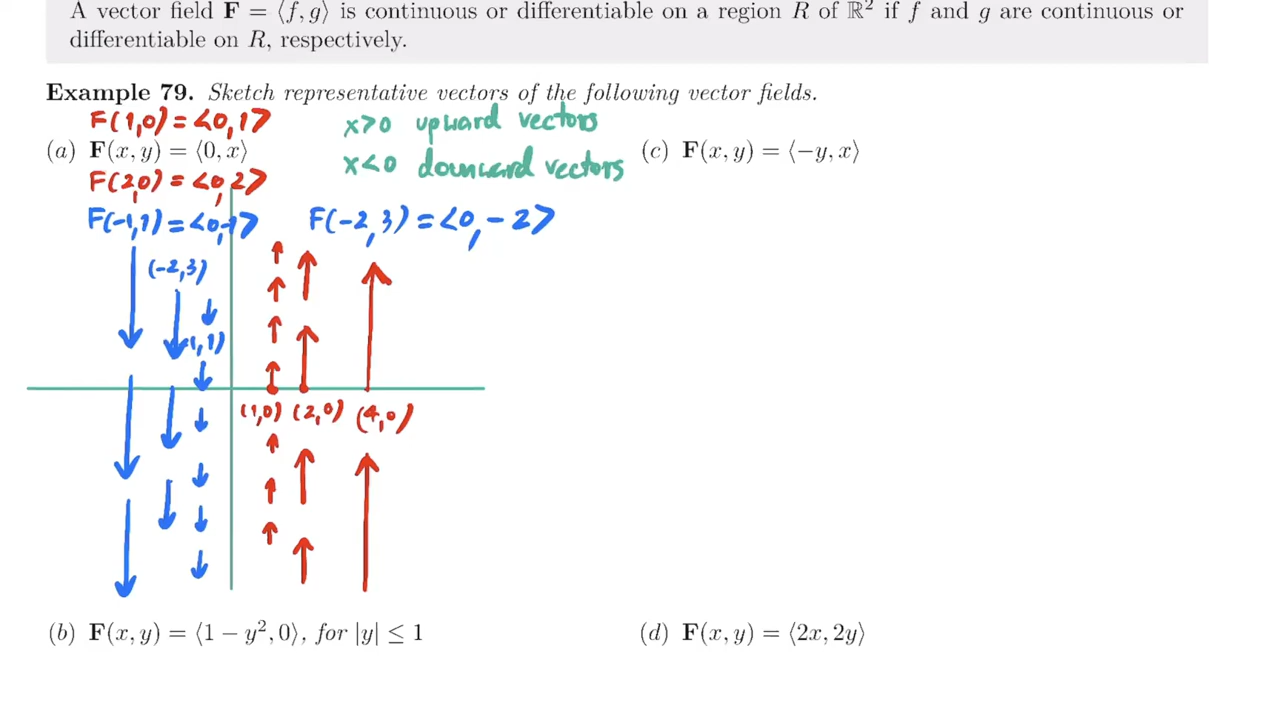 A vector field F = ⟨f, g⟩ is continuous or differentiable on a region R of ℝ² if f and g are continuous or
differentiable on R, respectively.
Example 79. Sketch representative vectors of the following vector fields.
F(1,0) = <0,1>
x>0 upward vectors
(a) F(x, y) = ⟨0, x⟩
x<0 downward vectors
(c) F(x, y) = ⟨−y, x⟩
F(2,0) = <0,2>
F(-1,1) = <0,-1>
F(-2,3) = <0,-2>
(-2,3)
(-1,1)
(1,0) (2,0) (4,0)
(b) F(x, y) = ⟨1 − y², 0⟩, for |y| ≤ 1
(d) F(x, y) = ⟨2x, 2y⟩